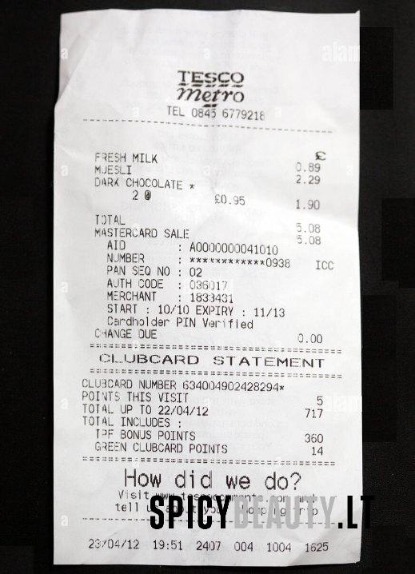 TESCO
metro
TEL 0845 6779218
£
FRESH MILK 0.89
MUESLI 2.29
DARK CHOCOLATE *
2 @ £0.95 1.90
TOTAL 5.08
MASTERCARD SALE 5.08
AID : A0000000041010
NUMBER : ************0938 ICC
PAN SEQ NO : 02
AUTH CODE : 036017
MERCHANT : 1833431
START : 10/10 EXPIRY : 11/13
Cardholder PIN Verified
CHANGE DUE 0.00
CLUBCARD STATEMENT
CLUBCARD NUMBER 634004902428294*
POINTS THIS VISIT 5
TOTAL UP TO 22/04/12 717
TOTAL INCLUDES :
TPF BONUS POINTS 360
GREEN CLUBCARD POINTS 14
How did we do?
Visit
tell
trip
SPICYBEAUTY.LT
23/04/12 19:51 2407 004 1004 1625